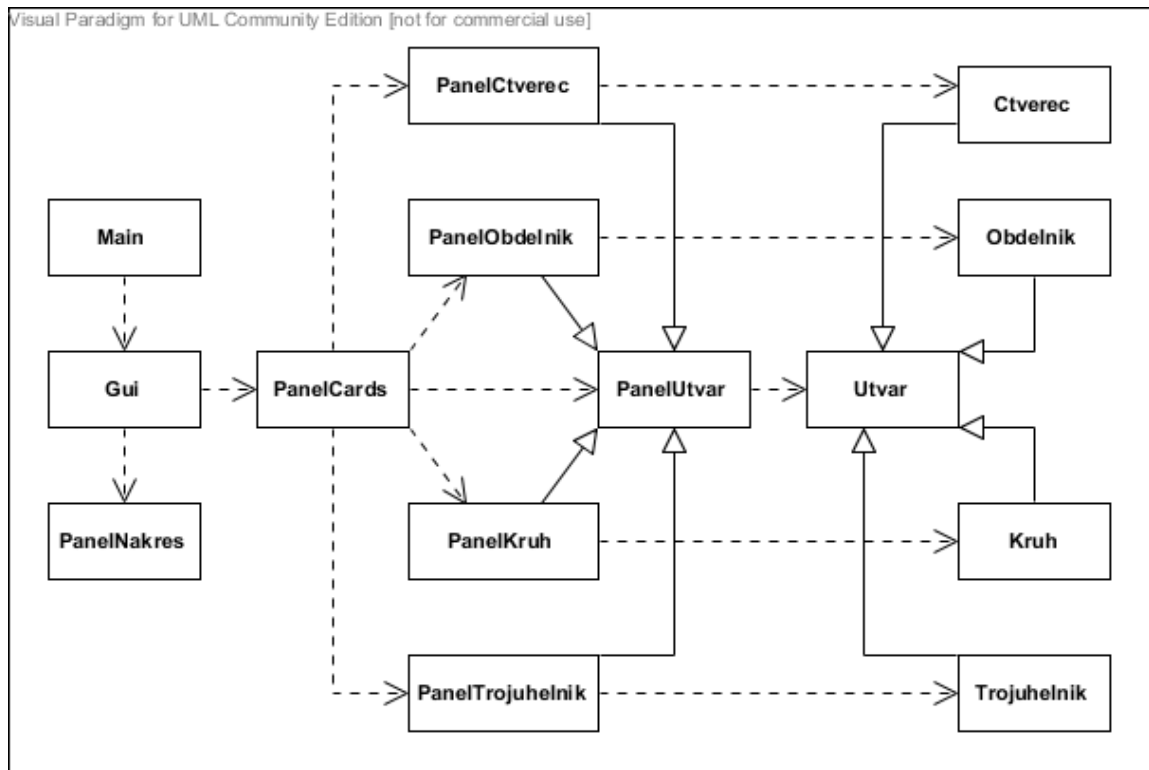 Visual Paradigm for UML Community Edition [not for commercial use]
PanelCtverec
Ctverec
Main
PanelObdelnik
Obdelnik
Gui
PanelCards
PanelUtvar
Utvar
PanelNakres
PanelKruh
Kruh
PanelTrojuhelnik
Trojuhelnik